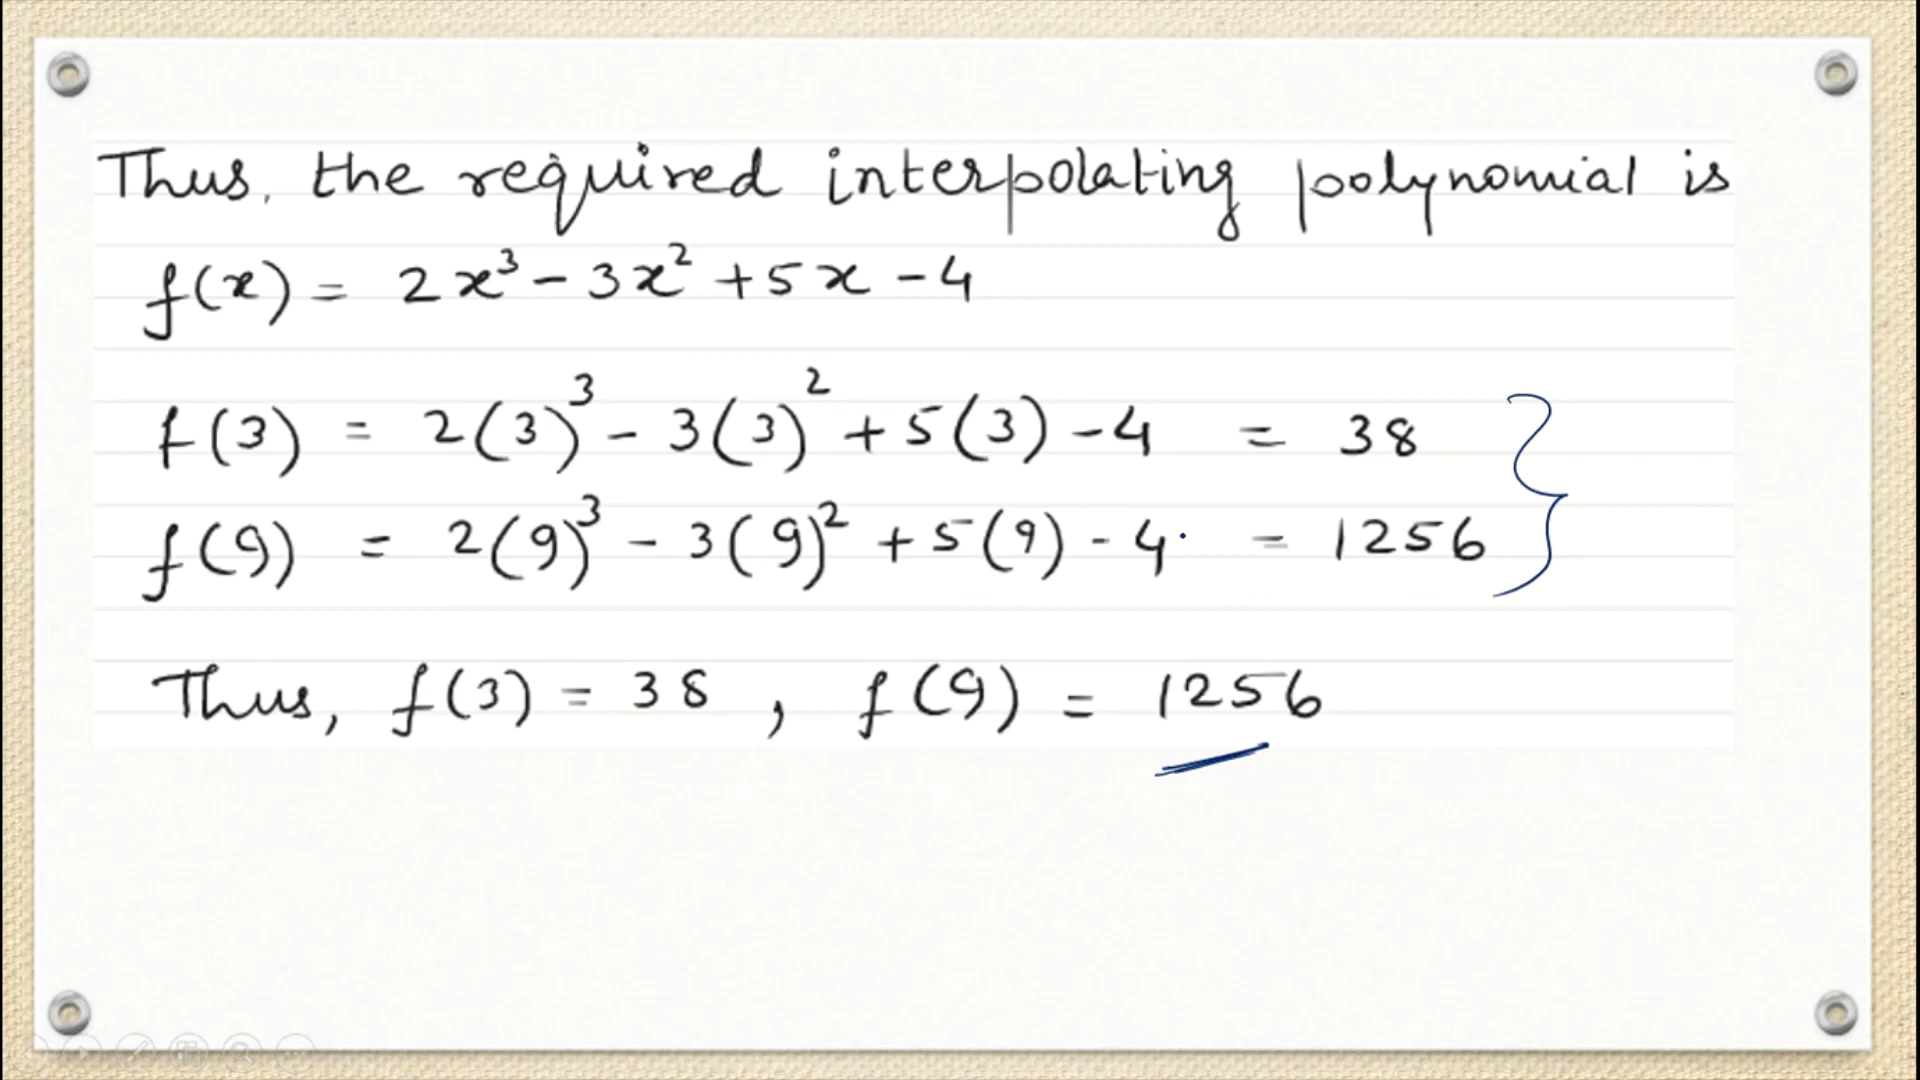 Thus, the required interpolating polynomial is
f(x) = 2x³ - 3x² + 5x - 4
f(3) = 2(3)³ - 3(3)² + 5(3) - 4 = 38
f(9) = 2(9)³ - 3(9)² + 5(9) - 4 = 1256
Thus, f(3) = 38 , f(9) = 1256